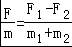 F/m = (F₁-F₂)/(m₁+m₂)